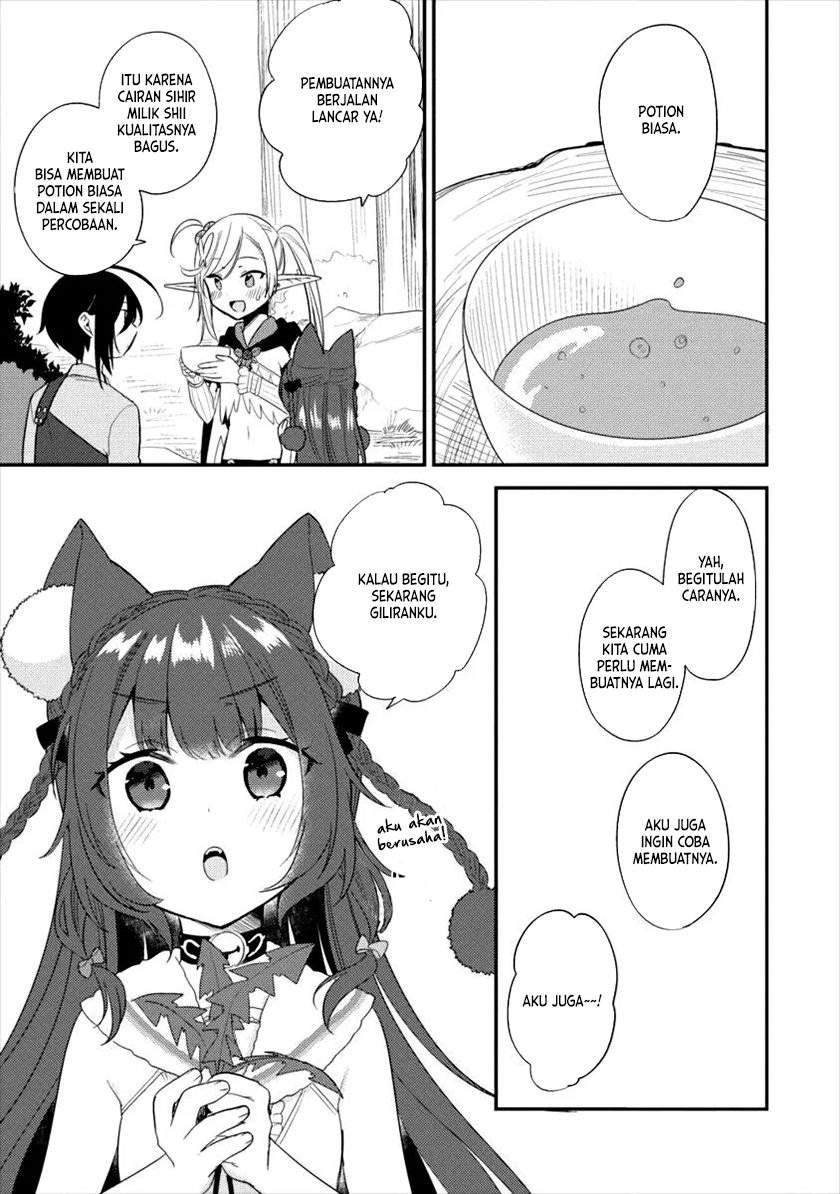 POTION
BIASA.
PEMBUATANNYA
BERJALAN
LANCAR YA!
ITU KARENA
CAIRAN SIHIR
MILIK SHII
KUALITASNYA
BAGUS.
KITA
BISA MEMBUAT
POTION BIASA
DALAM SEKALI
PERCOBAAN.
YAH,
BEGITULAH
CARANYA.
SEKARANG
KITA CUMA
PERLU MEM-
BUATNYA LAGI.
AKU JUGA
INGIN COBA
MEMBUATNYA.
AKU JUGA~~!
KALAU BEGITU,
SEKARANG
GILIRANKU.
aku akan
berusaha!